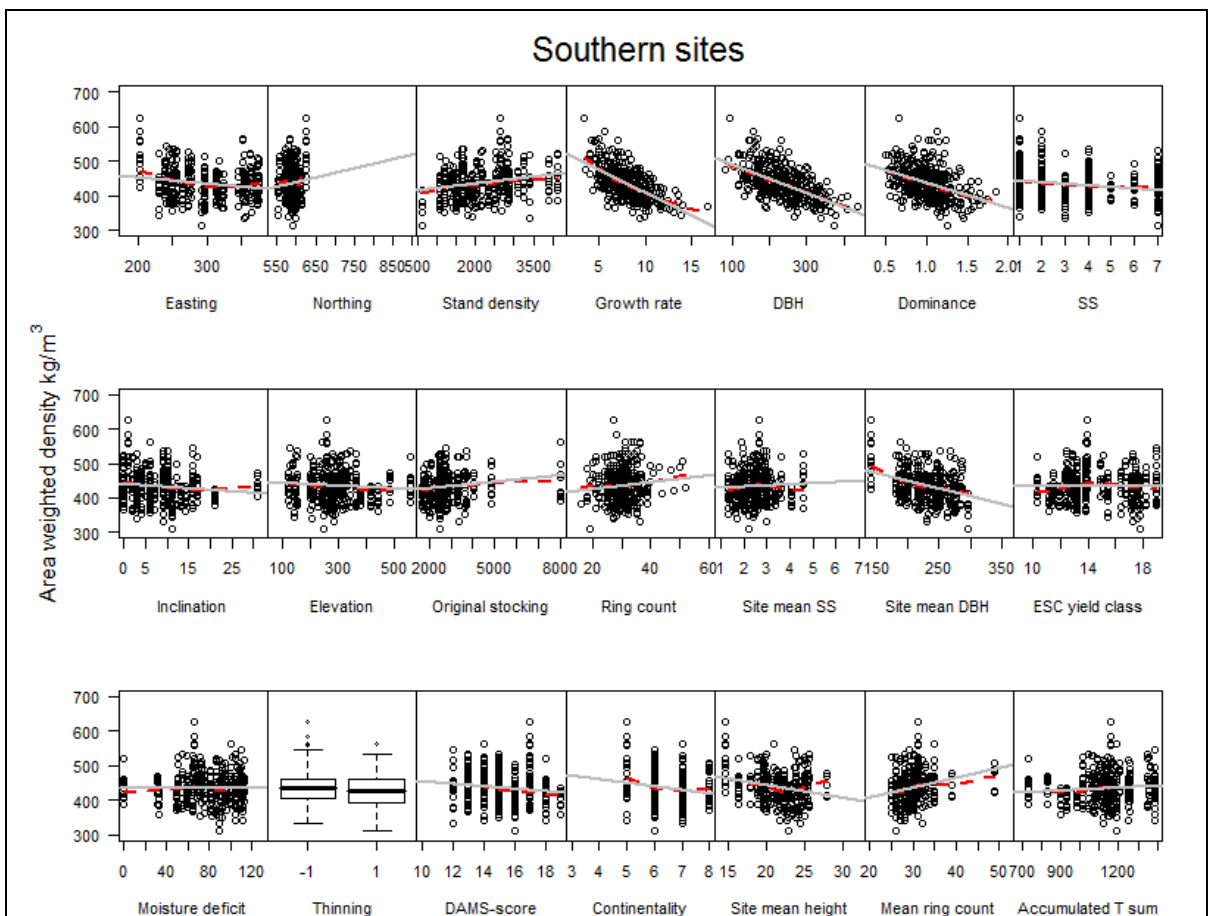 Southern sites
Area weighted density kg/m³
700
600
500
400
300
200 300
550 650 750 850
500 2000 3500
5 10 15
100 300
0.5 1.0 1.5 2.0
1 2 3 4 5 6 7
Easting Northing Stand density Growth rate DBH Dominance SS
700
600
500
400
300
0 5 15 25
100 300 500
2000 5000 8000
20 40 60
1 2 3 4 5 6 7
150 250 350
10 14 18
Inclination Elevation Original stocking Ring count Site mean SS Site mean DBH ESC yield class
700
600
500
400
300
0 40 80 120
-1 1
10 12 14 16 18
3 4 5 6 7 8
15 20 25 30
20 30 40 50
700 900 1200
Moisture deficit Thinning DAMS-score Continentality Site mean height Mean ring count Accumulated T sum